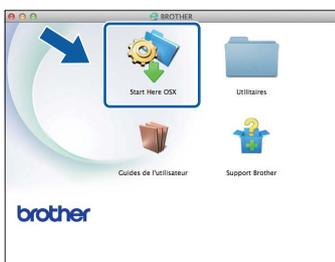 BROTHER
Start Here OSX
Utilitaires
Guides de l'utilisateur
Support Brother
brother